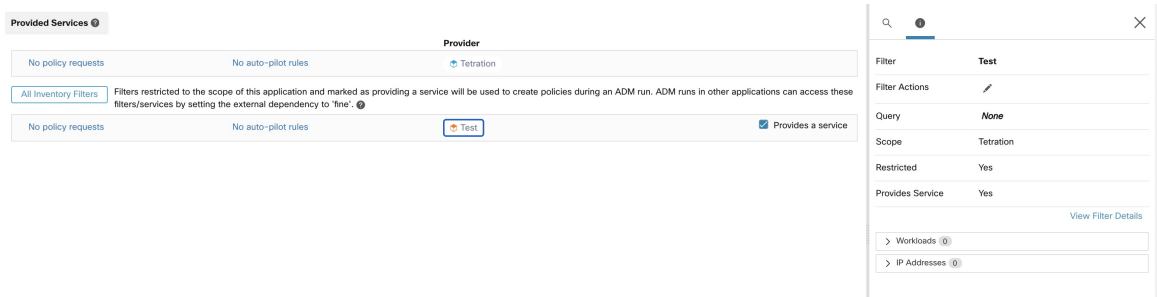 Provided Services
Provider
No policy requests No auto-pilot rules Tetration
All Inventory Filters Filters restricted to the scope of this application and marked as providing a service will be used to create policies during an ADM run. ADM runs in other applications can access these
filters/services by setting the external dependency to 'fine'.
No policy requests No auto-pilot rules Test Provides a service
Filter Test
Filter Actions
Query None
Scope Tetration
Restricted Yes
Provides Service Yes
View Filter Details
Workloads 0
IP Addresses 0